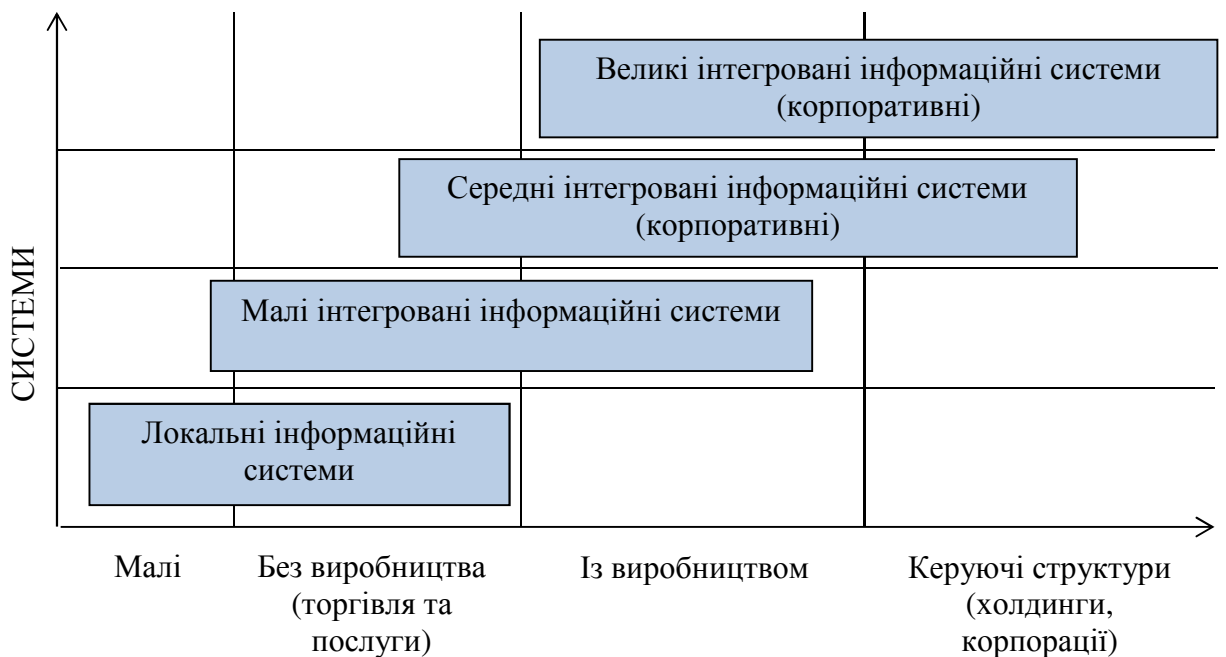 Великі інтегровані інформаційні системи
(корпоративні)
Середні інтегровані інформаційні системи
(корпоративні)
Малі інтегровані інформаційні системи
Локальні інформаційні
системи
СИСТЕМИ
Малі
Без виробництва
(торгівля та
послуги)
Із виробництвом
Керуючі структури
(холдинги,
корпорації)